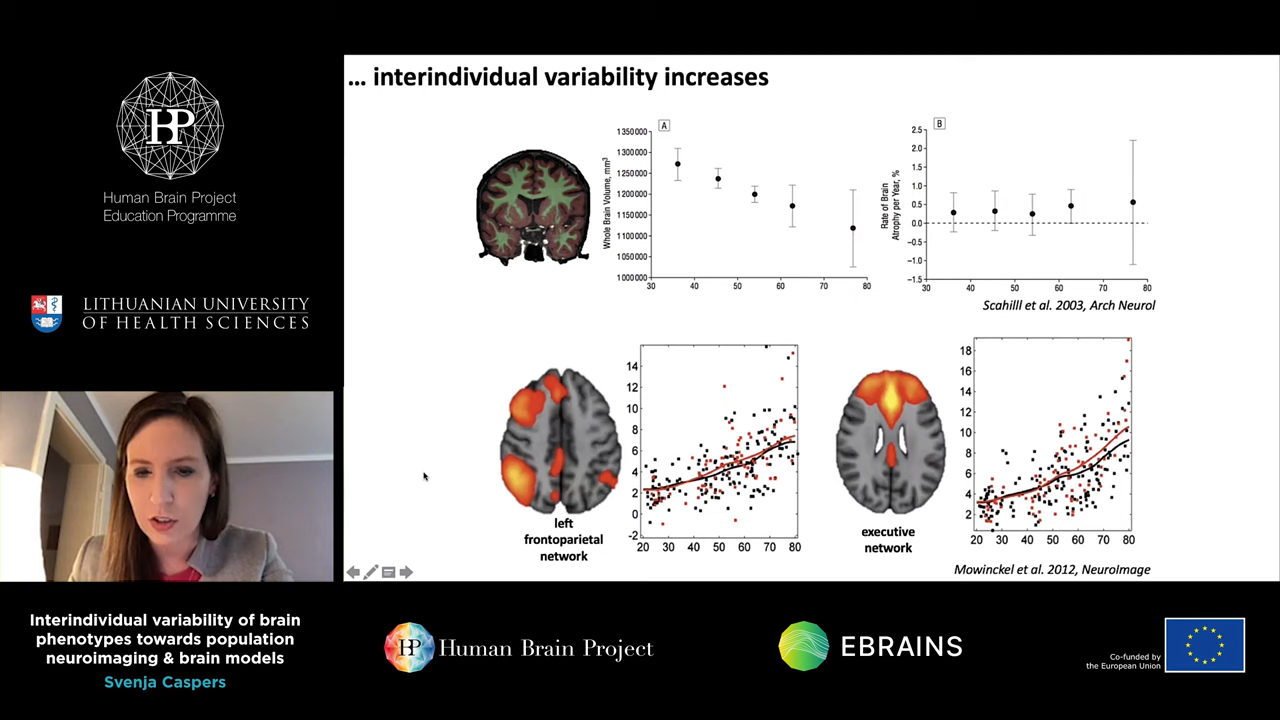 Human Brain Project
Education Programme
LITHUANIAN UNIVERSITY
OF HEALTH SCIENCES
... interindividual variability increases
A
Whole Brain Volume, mm³
1350000
1300000
1250000
1200000
1150000
1100000
1000000
30 40 50 60 70 80
B
Rate of Brain
Atrophy per Year, %
2.5
2.0
1.5
1.0
0.5
0.0
−0.5
−1.0
−1.5
30 40 50 60 70 80
Scahilll et al. 2003, Arch Neurol
left
frontoparietal
network
14
12
10
8
6
4
2
0
-2
20 30 40 50 60 70 80
executive
network
18
16
14
12
10
8
6
4
2
20 30 40 50 60 70 80
Mowinckel et al. 2012, NeuroImage
Interindividual variability of brain
phenotypes towards population
neuroimaging & brain models
Svenja Caspers
HP Human Brain Project
EBRAINS
Co-funded by
the European Union